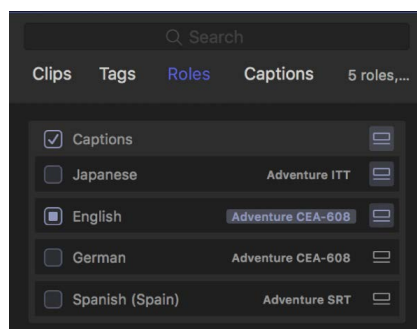 Search
Clips Tags Roles Captions 5 roles,...
Captions
Japanese Adventure ITT
English Adventure CEA-608
German Adventure CEA-608
Spanish (Spain) Adventure SRT